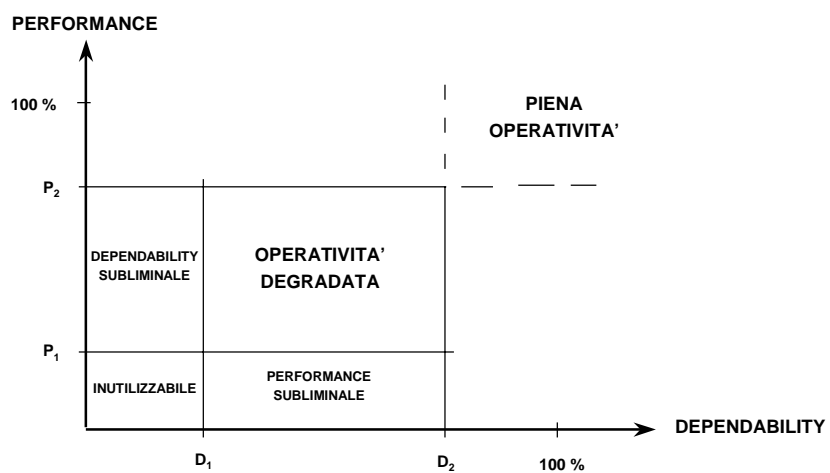 PERFORMANCE
100 %
PIENA
OPERATIVITA’
P2
DEPENDABILITY
SUBLIMINALE
OPERATIVITA’
DEGRADATA
P1
INUTILIZZABILE
PERFORMANCE
SUBLIMINALE
DEPENDABILITY
D1
D2
100 %